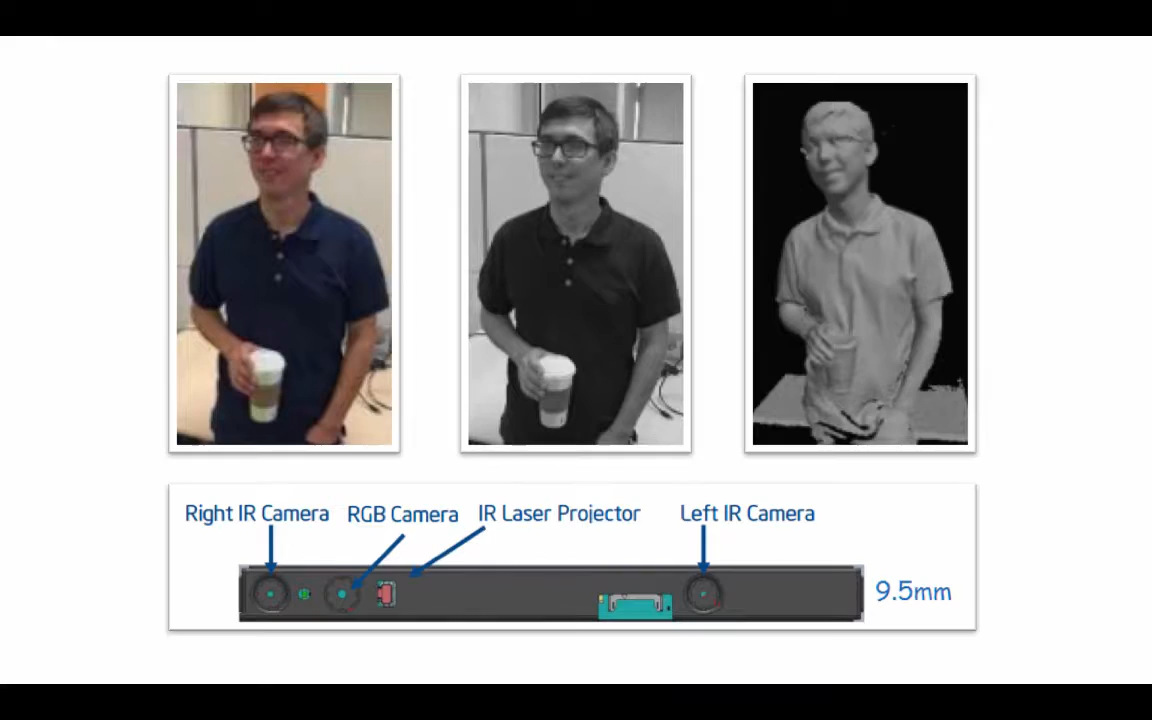 Right IR Camera
RGB Camera
IR Laser Projector
Left IR Camera
9.5mm